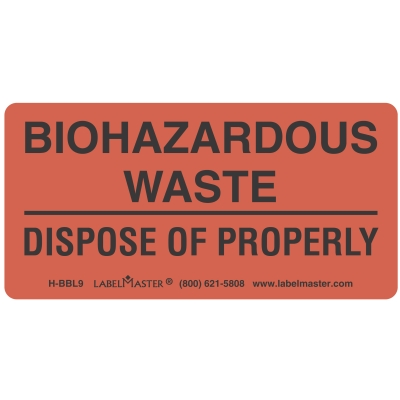 BIOHAZARDOUS
WASTE
DISPOSE OF PROPERLY
H-BBL9 LABELMASTER ® (800) 621-5808 www.labelmaster.com